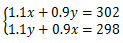 1.1x + 0.9y = 302
1.1y + 0.9x = 298